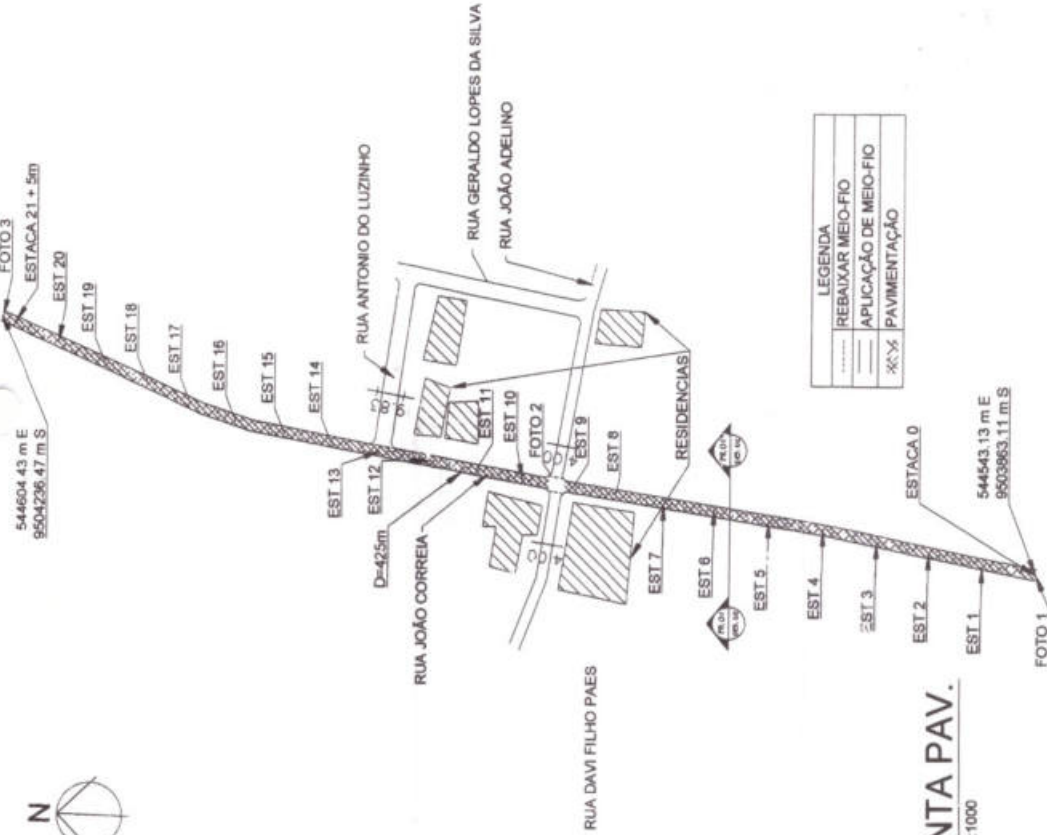 FOTO 3
ESTACA 21 + 5m
EST 20
EST 19
EST 18
EST 17
EST 16
EST 15
EST 14
544604.43 m E
9504236.47 m S
N
RUA ANTONIO DO LUZINHO
RUA GERALDO LOPES DA SILVA
RUA JOÃO ADELINO
EST 13
EST 12
D=425m
RUA JOÃO CORREIA
EST 11
EST 10
FOTO 2
EST 9
EST 8
RESIDENCIAS
EST 7
EST 6
EST 5
EST 4
EST 3
EST 2
EST 1
RUA DAVI FILHO PAES
ESTACA 0
544543.13 m E
9503863.11 m S
FOTO 1
LEGENDA
REBAIXAR MEIO-FIO
APLICAÇÃO DE MEIO-FIO
PAVIMENTAÇÃO
NTA PAV.
:1000